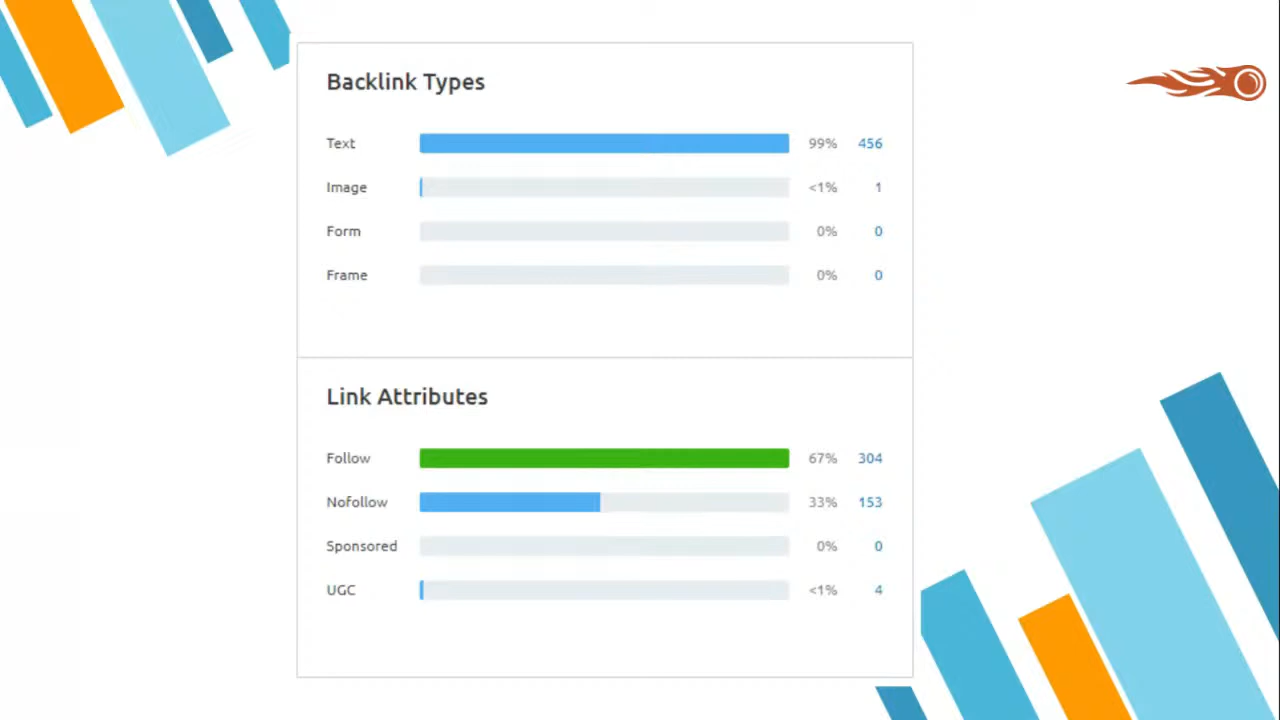 Backlink Types
Text 99% 456
Image <1% 1
Form 0% 0
Frame 0% 0
Link Attributes
Follow 67% 304
Nofollow 33% 153
Sponsored 0% 0
UGC <1% 4